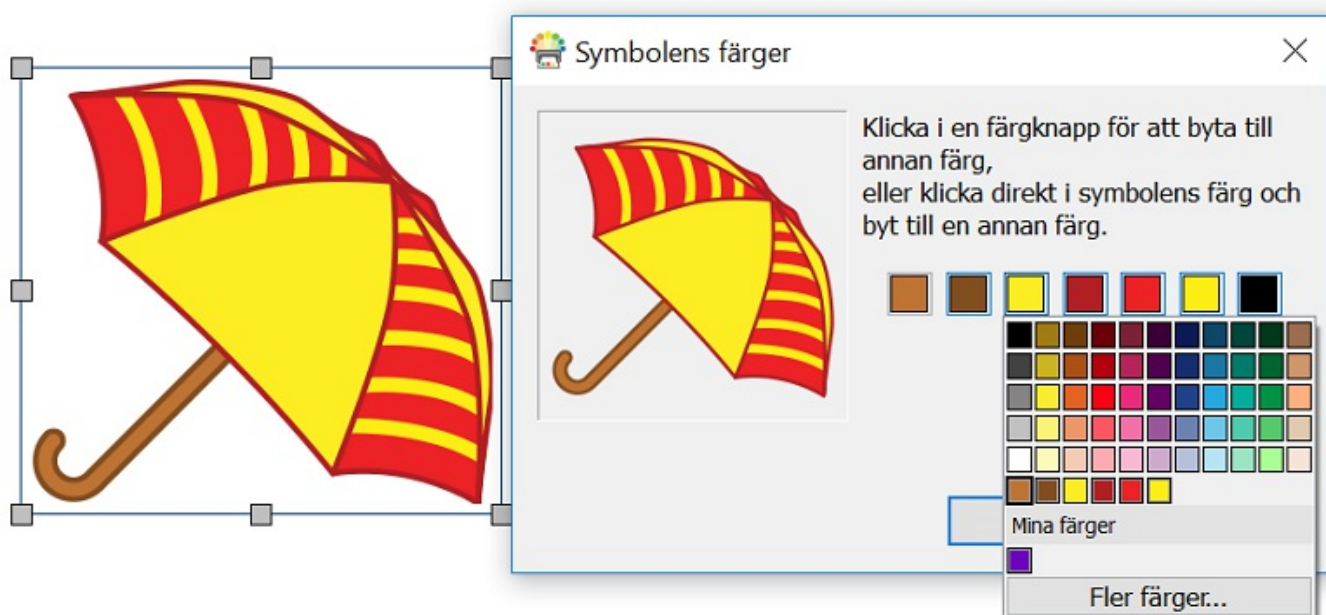 Symbolens färger
Klicka i en färgknapp för att byta till
annan färg,
eller klicka direkt i symbolens färg och
byt till en annan färg.
Mina färger
Fler färger...